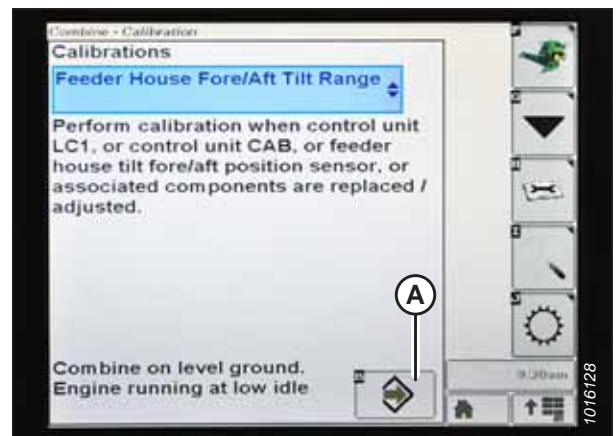 Combine - Calibration
Calibrations
Feeder House Fore/Aft Tilt Range
Perform calibration when control unit
LC1, or control unit CAB, or feeder
house tilt fore/aft position sensor, or
associated components are replaced /
adjusted.
A
Combine on level ground.
Engine running at low idle
9:20am
1016128